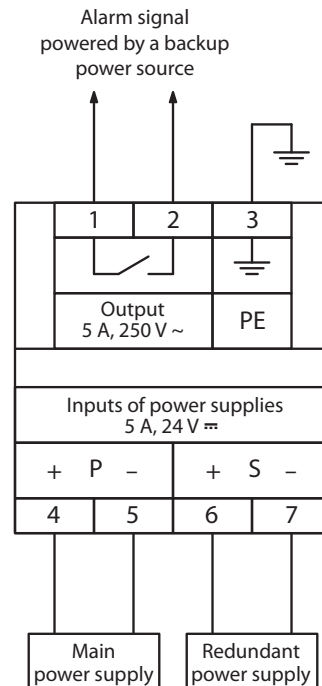 Alarm signal
powered by a backup
power source
1 2 3
Output
5 A, 250 V ~
PE
Inputs of power supplies
5 A, 24 V ⎓
+ P – + S –
4 5 6 7
Main
power supply
Redundant
power supply